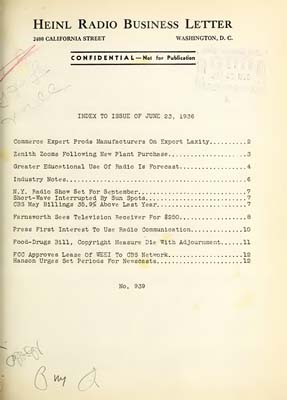 HEINL RADIO BUSINESS LETTER
2400 CALIFORNIA STREET WASHINGTON, D. C.
CONFIDENTIAL—Not for Publication
INDEX TO ISSUE OF JUNE 23, 1936
Commerce Expert Prods Manufacturers On Export Laxity..........2
Zenith Zooms Following New Plant Purchase....................3
Greater Educational Use Of Radio Is Forecast.................4
Industry Notes...............................................6
N.Y. Radio Show Set For September............................7
Short-Wave Interrupted By Sun Spots..........................7
CBS May Billings 38.9% Above Last Year.......................7
Farnsworth Sees Television Receiver For $250.................8
Press First Interest To Use Radio Communication.............10
Food-Drugs Bill, Copyright Measure Die With Adjournment.....11
FCC Approves Lease Of WEEI To CBS Network...................12
Hanson Urges Set Periods For Newscasts......................12
No. 939